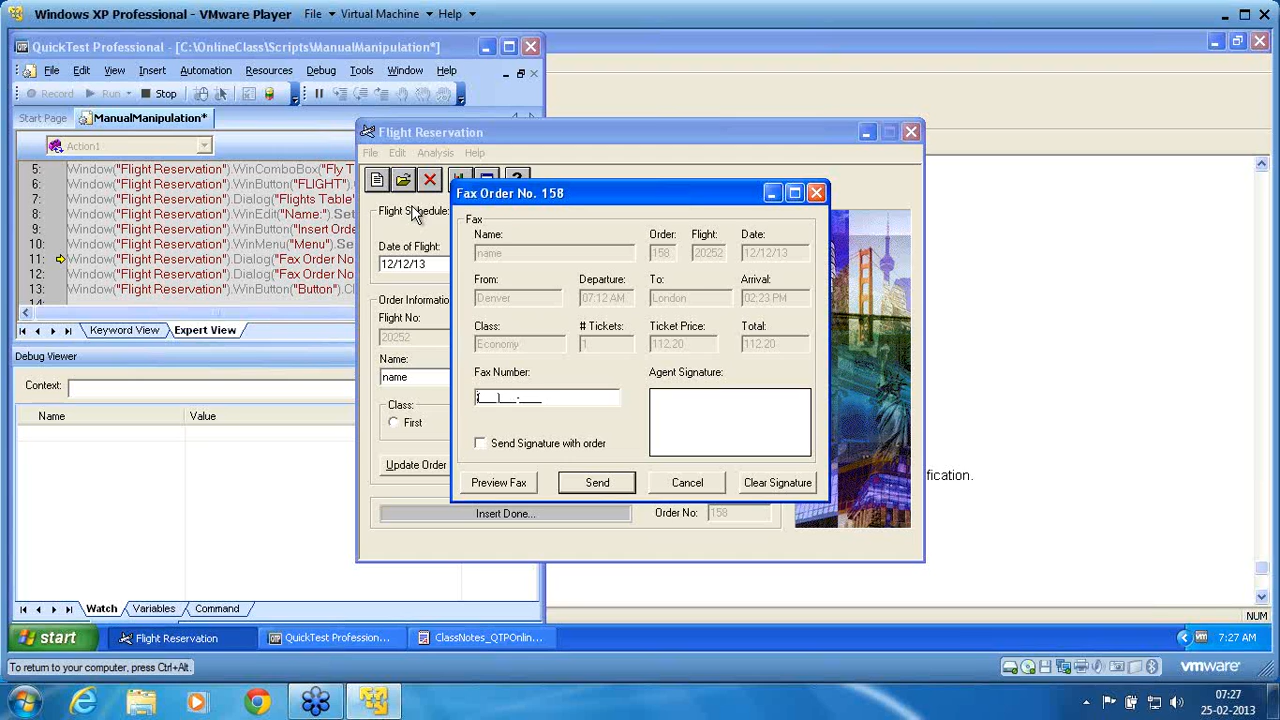 Windows XP Professional - VMware Player File Virtual Machine Help
QuickTest Professional - [C:\OnlineClass\Scripts\ManualManipulation*]
File Edit View Insert Automation Resources Debug Tools Window Help
Record Run Stop
Start Page ManualManipulation*
Action1
5: Window("Flight Reservation").WinComboBox("Fly T
6: Window("Flight Reservation").WinButton("FLIGHT").C
7: Window("Flight Reservation").Dialog("Flights Table")
8: Window("Flight Reservation").WinEdit("Name:").Set
9: Window("Flight Reservation").WinButton("Insert Orde
10: Window("Flight Reservation").WinMenu("Menu").S
11: Window("Flight Reservation").Dialog("Fax Order No
12: Window("Flight Reservation").Dialog("Fax Order No
13: Window("Flight Reservation").WinButton("Button").C
14:
Keyword View Expert View
Debug Viewer
Context:
Name Value
Watch Variables Command
Flight Reservation
File Edit Analysis Help
Flight Schedule:
Date of Flight:
12/12/13
Order Information
Flight No:
20252
Name:
name
Class:
First
Update Order
Insert Done...
Order No: 158
Fax Order No. 158
Fax
Name: Order: Flight: Date:
name 158 20252 12/12/13
From: Departure: To: Arrival:
Denver 07:12 AM London 02:23 PM
Class: # Tickets: Ticket Price: Total:
Economy 1 112.20 112.20
Fax Number: Agent Signature:
(___)___-____
Send Signature with order
Preview Fax Send Cancel Clear Signature
fication.
NUM
start Flight Reservation QuickTest Profession... ClassNotes_QTPOnlin... 7:27 AM
To return to your computer, press Ctrl+Alt. vmware
07:27
25-02-2013